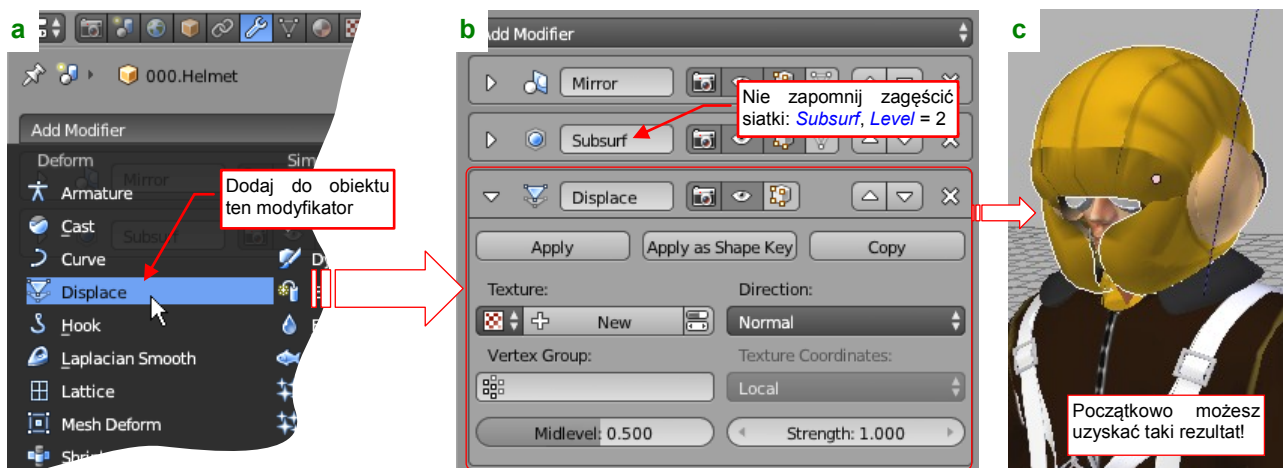 a
000.Helmet
Add Modifier
Deform
Sim
Mirror
Armature
Dodaj do obiektu
ten modyfikator
Cast
Subsurf
Curve
Displace
Hook
Laplacian Smooth
Lattice
Mesh Deform
b
Add Modifier
Mirror
Nie zapomnij zagęścić
siatki: Subsurf, Level = 2
Subsurf
Displace
Apply
Apply as Shape Key
Copy
Texture:
Direction:
New
Normal
Vertex Group:
Texture Coordinates:
Local
Midlevel: 0.500
Strength: 1.000
c
Początkowo możesz
uzyskać taki rezultat!